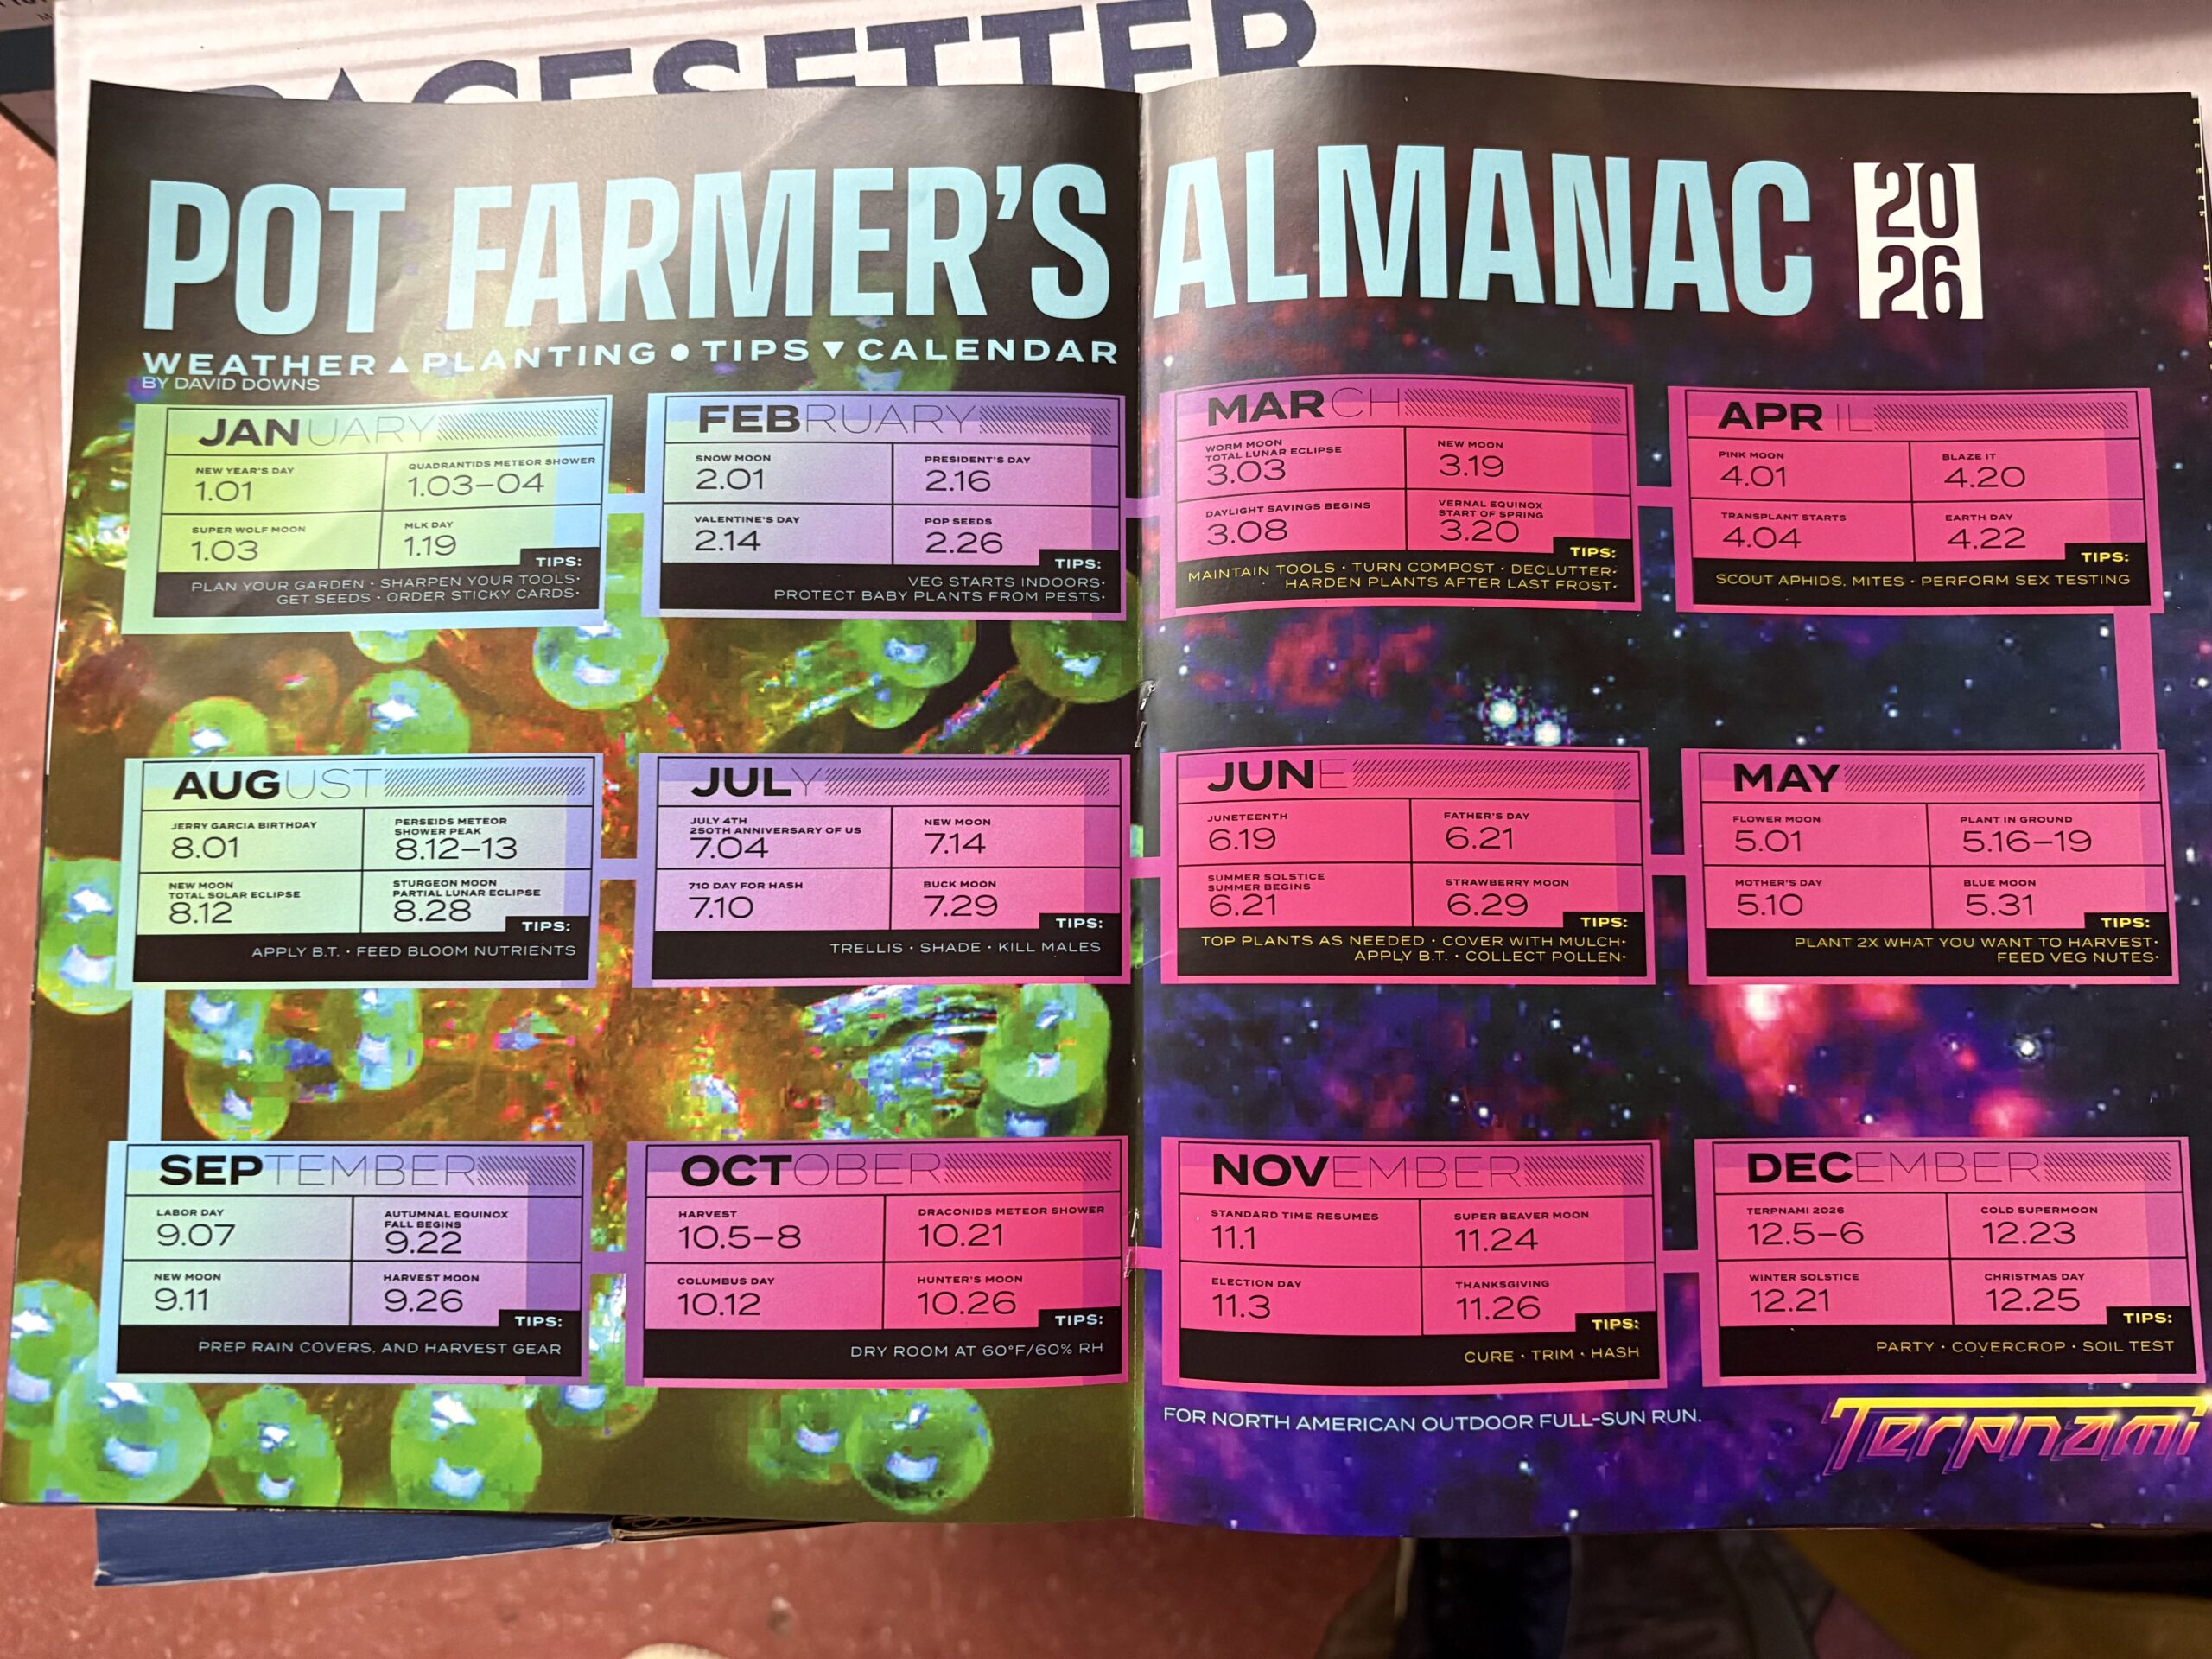 PACESETTER
POT FARMER'S ALMANAC
20
26
WEATHER▲PLANTING●TIPS▼CALENDAR
BY DAVID DOWNS
JANUARY
NEW YEAR'S DAY
1.01
QUADRANTIDS METEOR SHOWER
1.03–04
SUPER WOLF MOON
1.03
MLK DAY
1.19
TIPS:
PLAN YOUR GARDEN · SHARPEN YOUR TOOLS·
GET SEEDS · ORDER STICKY CARDS·
FEBRUARY
SNOW MOON
2.01
PRESIDENT'S DAY
2.16
VALENTINE'S DAY
2.14
POP SEEDS
2.26
TIPS:
VEG STARTS INDOORS·
PROTECT BABY PLANTS FROM PESTS·
MARCH
WORM MOON
TOTAL LUNAR ECLIPSE
3.03
NEW MOON
3.19
DAYLIGHT SAVINGS BEGINS
3.08
VERNAL EQUINOX
START OF SPRING
3.20
TIPS:
MAINTAIN TOOLS · TURN COMPOST · DECLUTTER·
HARDEN PLANTS AFTER LAST FROST·
APRIL
PINK MOON
4.01
BLAZE IT
4.20
TRANSPLANT STARTS
4.04
EARTH DAY
4.22
TIPS:
SCOUT APHIDS, MITES · PERFORM SEX TESTING
AUGUST
JERRY GARCIA BIRTHDAY
8.01
PERSEIDS METEOR
SHOWER PEAK
8.12–13
NEW MOON
TOTAL SOLAR ECLIPSE
8.12
STURGEON MOON
PARTIAL LUNAR ECLIPSE
8.28
TIPS:
APPLY B.T. · FEED BLOOM NUTRIENTS
JULY
JULY 4TH
250TH ANNIVERSARY OF US
7.04
NEW MOON
7.14
710 DAY FOR HASH
7.10
BUCK MOON
7.29
TIPS:
TRELLIS · SHADE · KILL MALES
JUNE
JUNETEENTH
6.19
FATHER'S DAY
6.21
SUMMER SOLSTICE
SUMMER BEGINS
6.21
STRAWBERRY MOON
6.29
TIPS:
TOP PLANTS AS NEEDED · COVER WITH MULCH·
APPLY B.T. · COLLECT POLLEN·
MAY
FLOWER MOON
5.01
PLANT IN GROUND
5.16–19
MOTHER'S DAY
5.10
BLUE MOON
5.31
TIPS:
PLANT 2X WHAT YOU WANT TO HARVEST·
FEED VEG NUTES·
SEPTEMBER
LABOR DAY
9.07
AUTUMNAL EQUINOX
FALL BEGINS
9.22
NEW MOON
9.11
HARVEST MOON
9.26
TIPS:
PREP RAIN COVERS, AND HARVEST GEAR
OCTOBER
HARVEST
10.5–8
DRACONIDS METEOR SHOWER
10.21
COLUMBUS DAY
10.12
HUNTER'S MOON
10.26
TIPS:
DRY ROOM AT 60°F/60% RH
NOVEMBER
STANDARD TIME RESUMES
11.1
SUPER BEAVER MOON
11.24
ELECTION DAY
11.3
THANKSGIVING
11.26
TIPS:
CURE · TRIM · HASH
DECEMBER
TERPNAMI 2026
12.5–6
COLD SUPERMOON
12.23
WINTER SOLSTICE
12.21
CHRISTMAS DAY
12.25
TIPS:
PARTY · COVERCROP · SOIL TEST
FOR NORTH AMERICAN OUTDOOR FULL-SUN RUN.
Terpnami